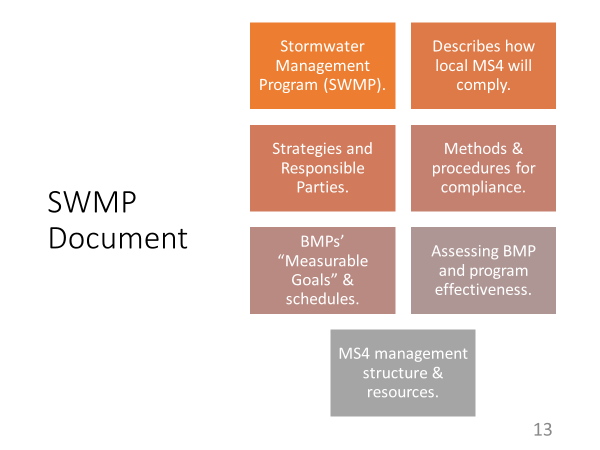 SWMP
Document
Stormwater
Management
Program (SWMP).
Describes how
local MS4 will
comply.
Strategies and
Responsible
Parties.
Methods &
procedures for
compliance.
BMPs’
“Measurable
Goals” &
schedules.
Assessing BMP
and program
effectiveness.
MS4 management
structure &
resources.
13